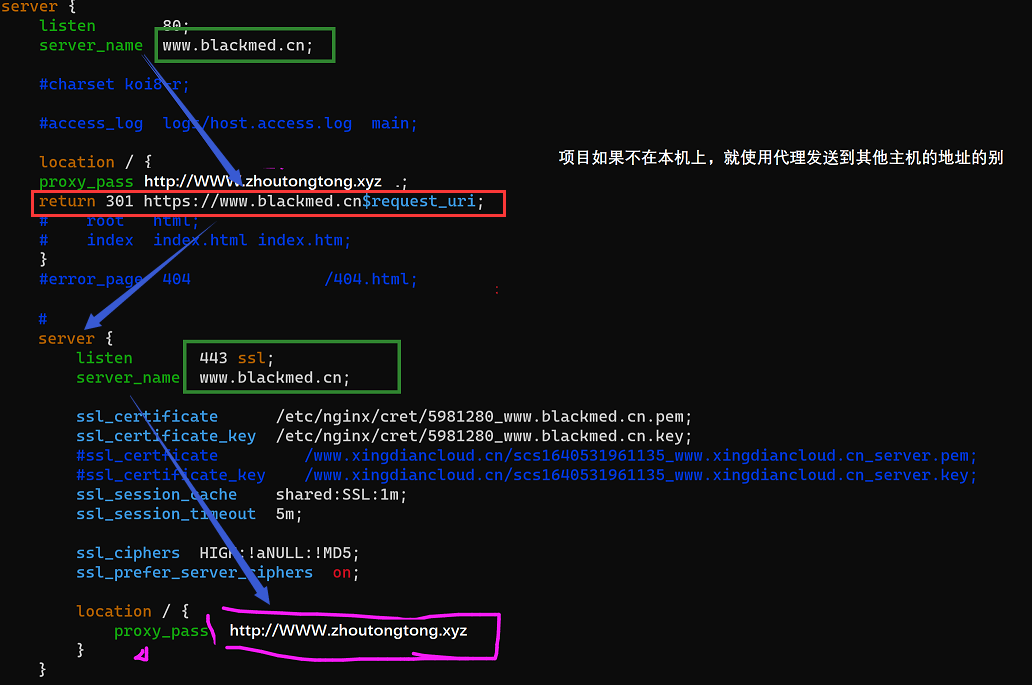 server {
listen 80;
server_name www.blackmed.cn;
#charset koi8-r;
#access_log logs/host.access.log main;
location / {
项目如果不在本机上，就使用代理发送到其他主机的地址的别
proxy_pass http://WWW.zhoutongtong.xyz .;
return 301 https://www.blackmed.cn$request_uri;
# root html;
# index index.html index.htm;
}
#error_page 404 /404.html;
:
#
server {
listen 443 ssl;
server_name www.blackmed.cn;
ssl_certificate /etc/nginx/cret/5981280_www.blackmed.cn.pem;
ssl_certificate_key /etc/nginx/cret/5981280_www.blackmed.cn.key;
#ssl_certificate /www.xingdiancloud.cn/scs1640531961135_www.xingdiancloud.cn_server.pem;
#ssl_certificate_key /www.xingdiancloud.cn/scs1640531961135_www.xingdiancloud.cn_server.key;
ssl_session_cache shared:SSL:1m;
ssl_session_timeout 5m;
ssl_ciphers HIGH:!aNULL:!MD5;
ssl_prefer_server_ciphers on;
location / {
proxy_pass http://WWW.zhoutongtong.xyz
}
}